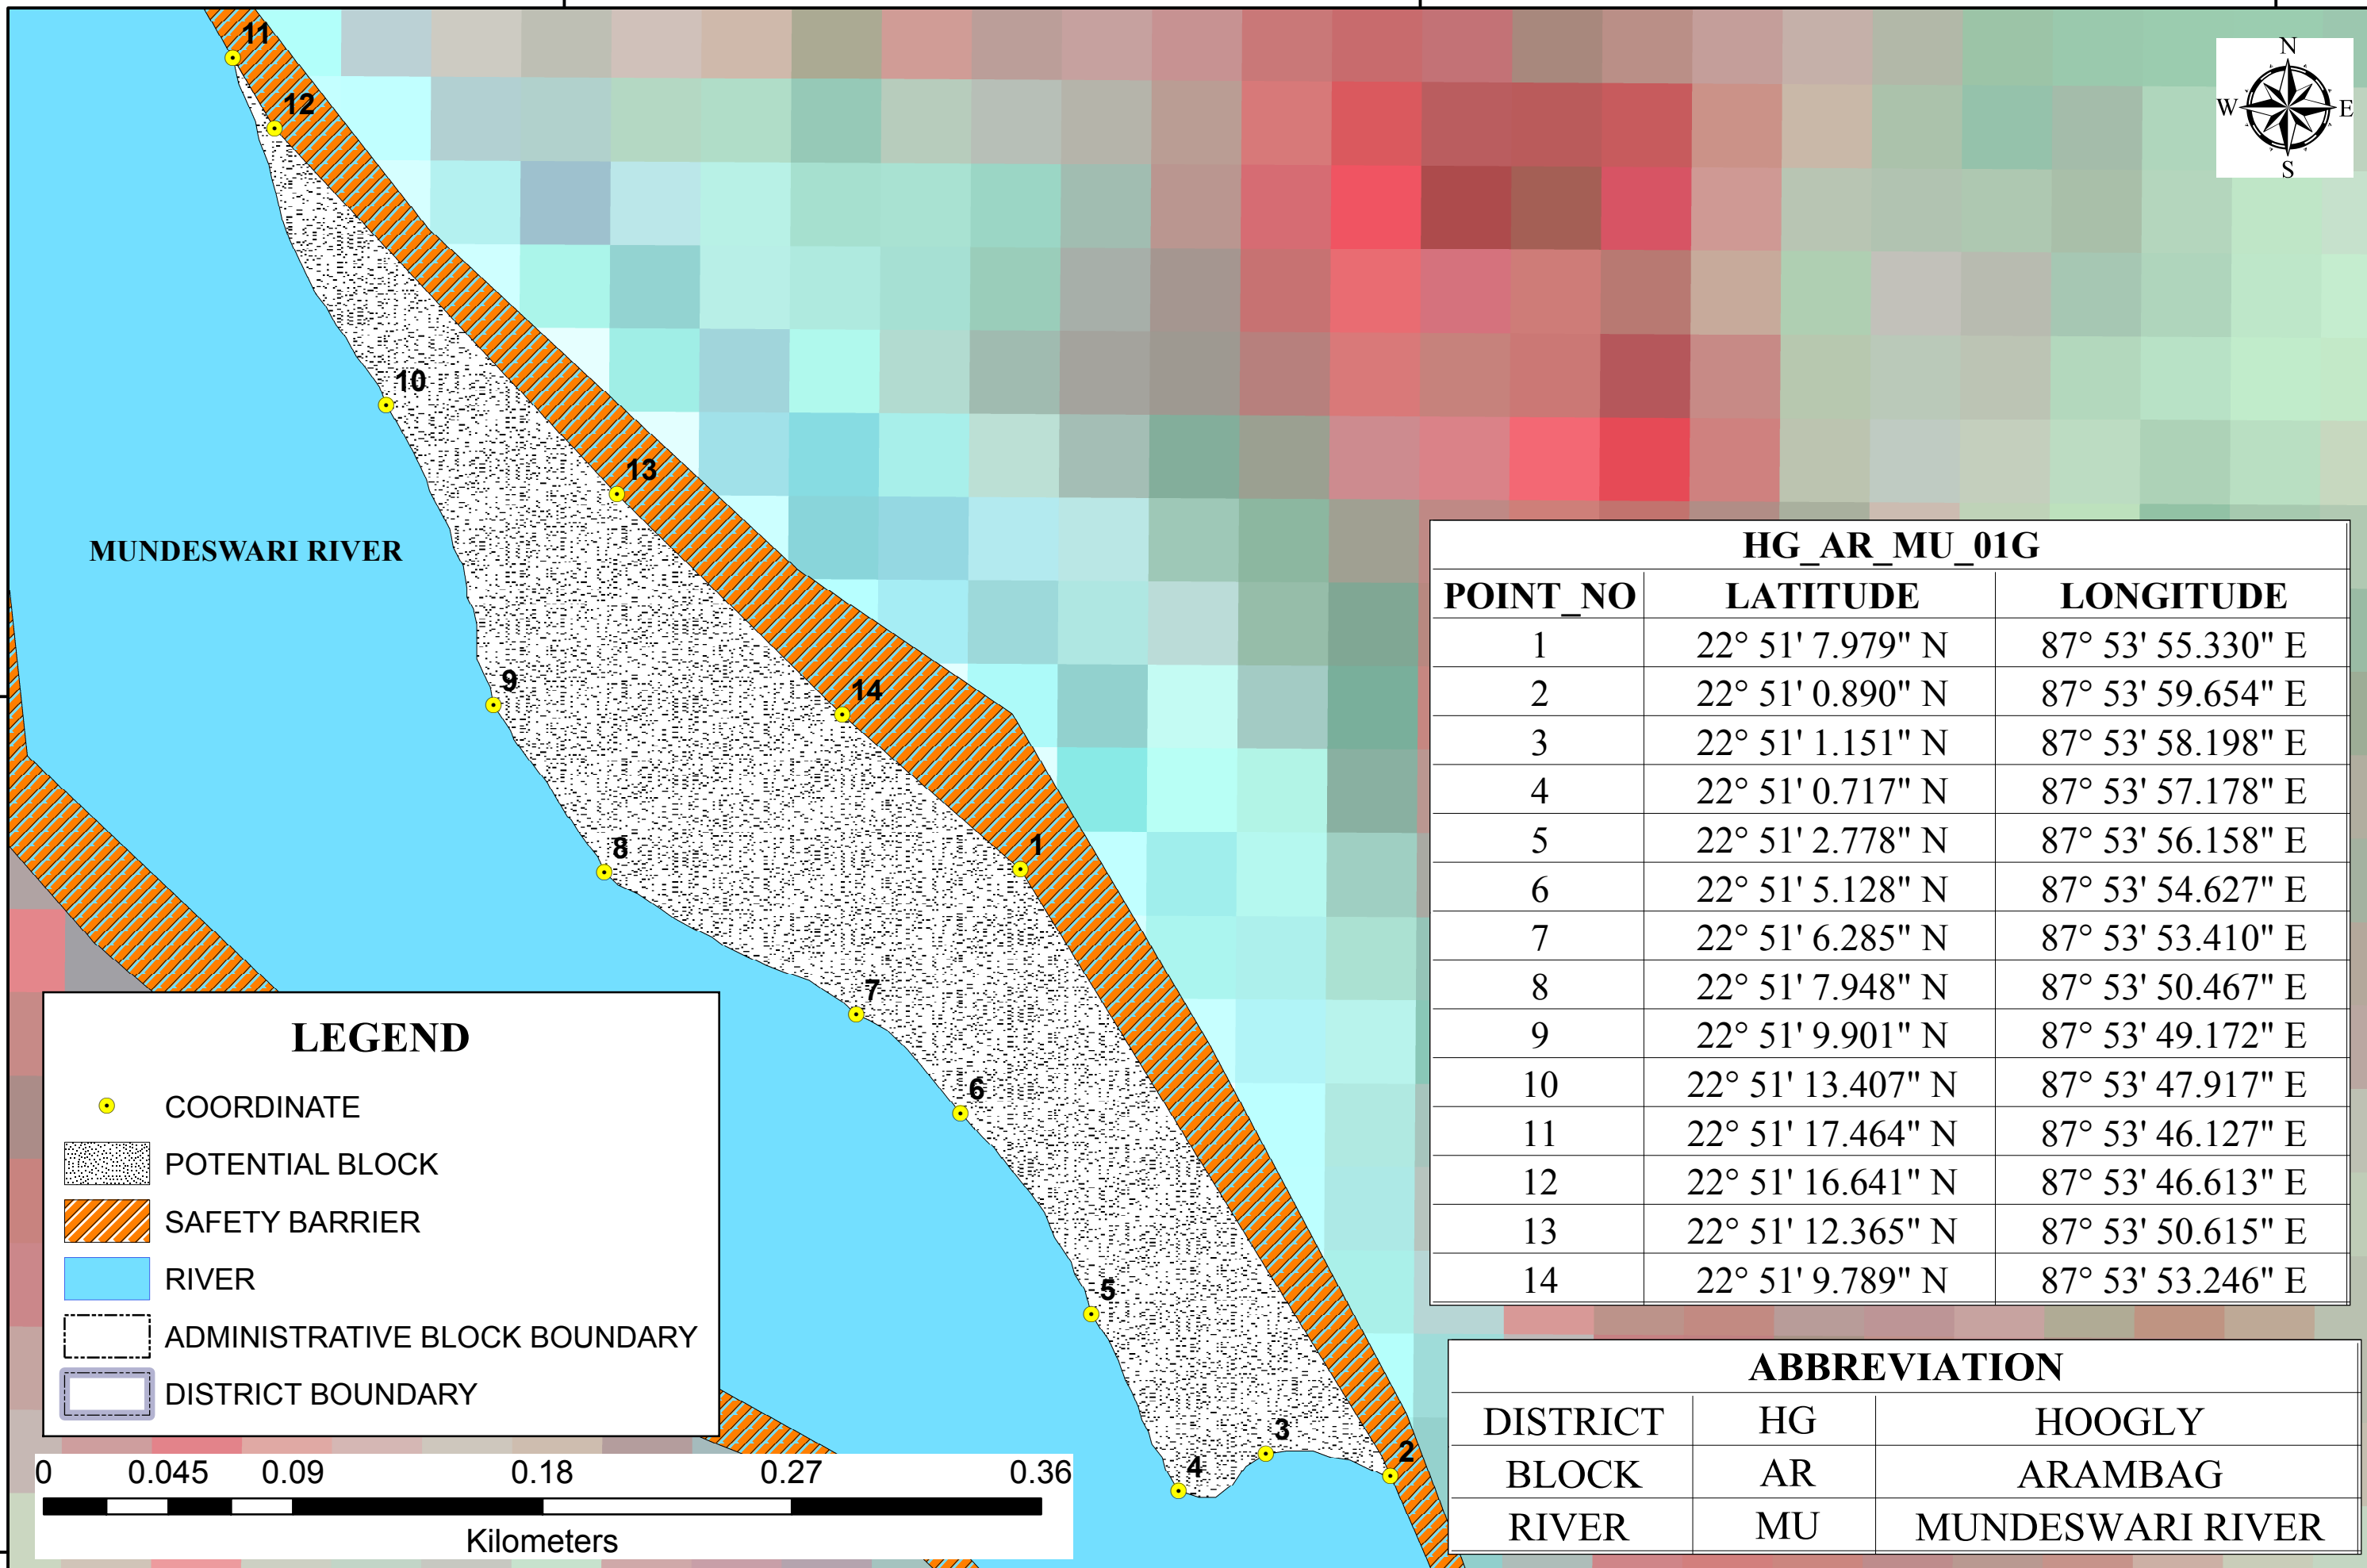 11
12
10
13
MUNDESWARI RIVER
9
14
8
1
7
6
5
3
4
2
N
W E
S
HG_AR_MU_01G
POINT_NO LATITUDE LONGITUDE
1 22° 51' 7.979" N 87° 53' 55.330" E
2 22° 51' 0.890" N 87° 53' 59.654" E
3 22° 51' 1.151" N 87° 53' 58.198" E
4 22° 51' 0.717" N 87° 53' 57.178" E
5 22° 51' 2.778" N 87° 53' 56.158" E
6 22° 51' 5.128" N 87° 53' 54.627" E
7 22° 51' 6.285" N 87° 53' 53.410" E
8 22° 51' 7.948" N 87° 53' 50.467" E
9 22° 51' 9.901" N 87° 53' 49.172" E
10 22° 51' 13.407" N 87° 53' 47.917" E
11 22° 51' 17.464" N 87° 53' 46.127" E
12 22° 51' 16.641" N 87° 53' 46.613" E
13 22° 51' 12.365" N 87° 53' 50.615" E
14 22° 51' 9.789" N 87° 53' 53.246" E
LEGEND
COORDINATE
POTENTIAL BLOCK
SAFETY BARRIER
RIVER
ADMINISTRATIVE BLOCK BOUNDARY
DISTRICT BOUNDARY
0 0.045 0.09 0.18 0.27 0.36
Kilometers
ABBREVIATION
DISTRICT HG HOOGLY
BLOCK AR ARAMBAG
RIVER MU MUNDESWARI RIVER